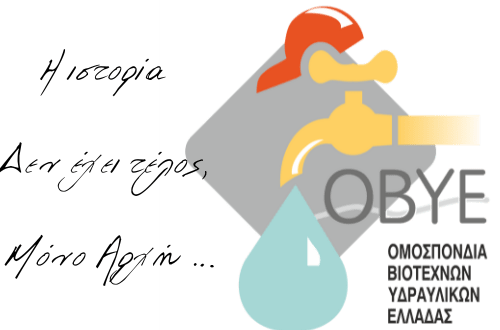 Η ιστορία
Δεν έχει τέλος,
Μόνο Αρχή ...
ΟΒΥΕ
ΟΜΟΣΠΟΝΔΙΑ
ΒΙΟΤΕΧΝΩΝ
ΥΔΡΑΥΛΙΚΩΝ
ΕΛΛΑΔΑΣ